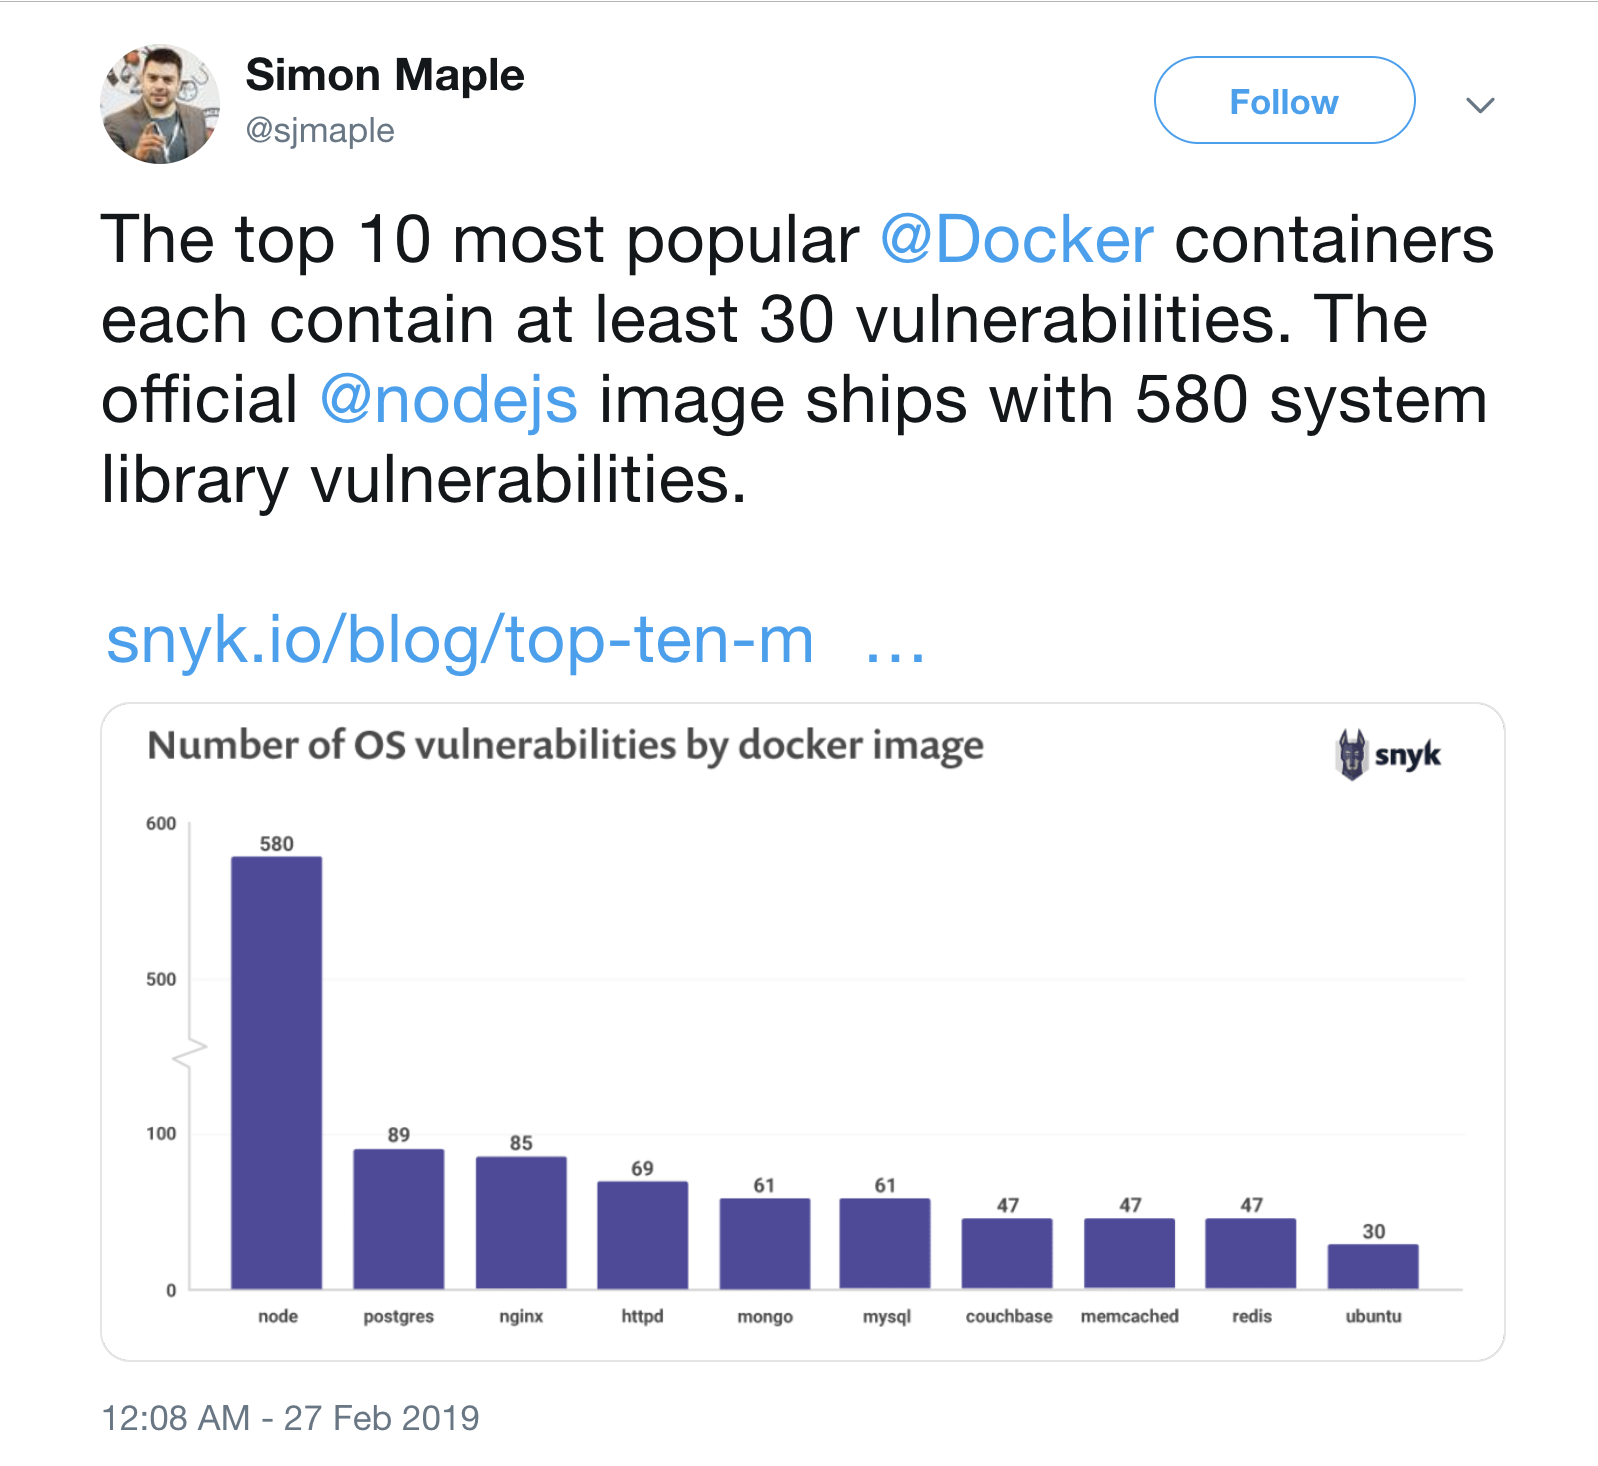 Simon Maple
@sjmaple
Follow
The top 10 most popular @Docker containers
each contain at least 30 vulnerabilities. The
official @nodejs image ships with 580 system
library vulnerabilities.
snyk.io/blog/top-ten-m …
Number of OS vulnerabilities by docker image
snyk
600
500
100
0
580
89
85
69
61
61
47
47
47
30
node
postgres
nginx
httpd
mongo
mysql
couchbase
memcached
redis
ubuntu
12:08 AM - 27 Feb 2019